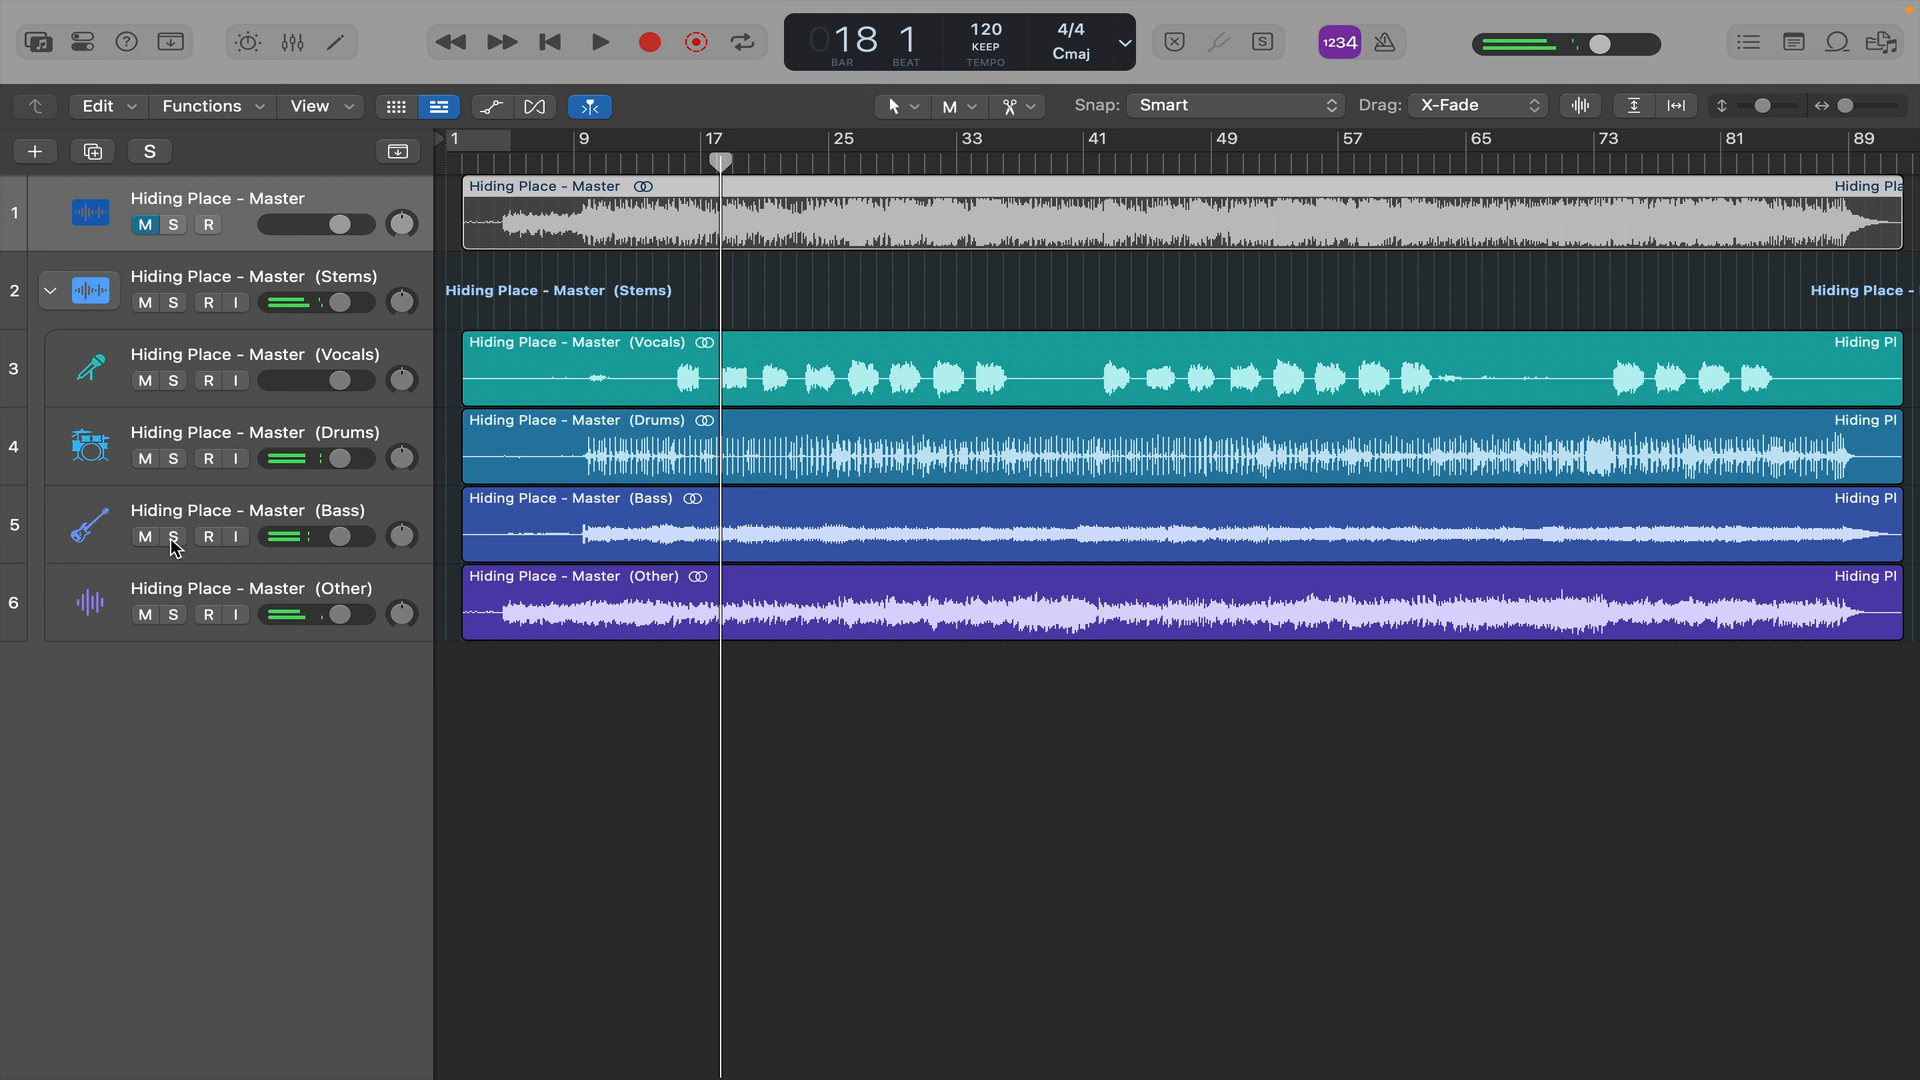 018 1
BAR BEAT
120
KEEP
TEMPO
4/4
Cmaj
S
1234
Edit
Functions
View
M
Snap: Smart
Drag: X-Fade
S
1 9 17 25 33 41 49 57 65 73 81 89
1
Hiding Place - Master
M S R
Hiding Place - Master
Hiding Pla
2
Hiding Place - Master (Stems)
M S R I
Hiding Place - Master (Stems)
Hiding Place -
3
Hiding Place - Master (Vocals)
M S R I
Hiding Place - Master (Vocals)
Hiding Pl
4
Hiding Place - Master (Drums)
M S R I
Hiding Place - Master (Drums)
Hiding Pl
5
Hiding Place - Master (Bass)
M S R I
Hiding Place - Master (Bass)
Hiding Pl
6
Hiding Place - Master (Other)
M S R I
Hiding Place - Master (Other)
Hiding Pl